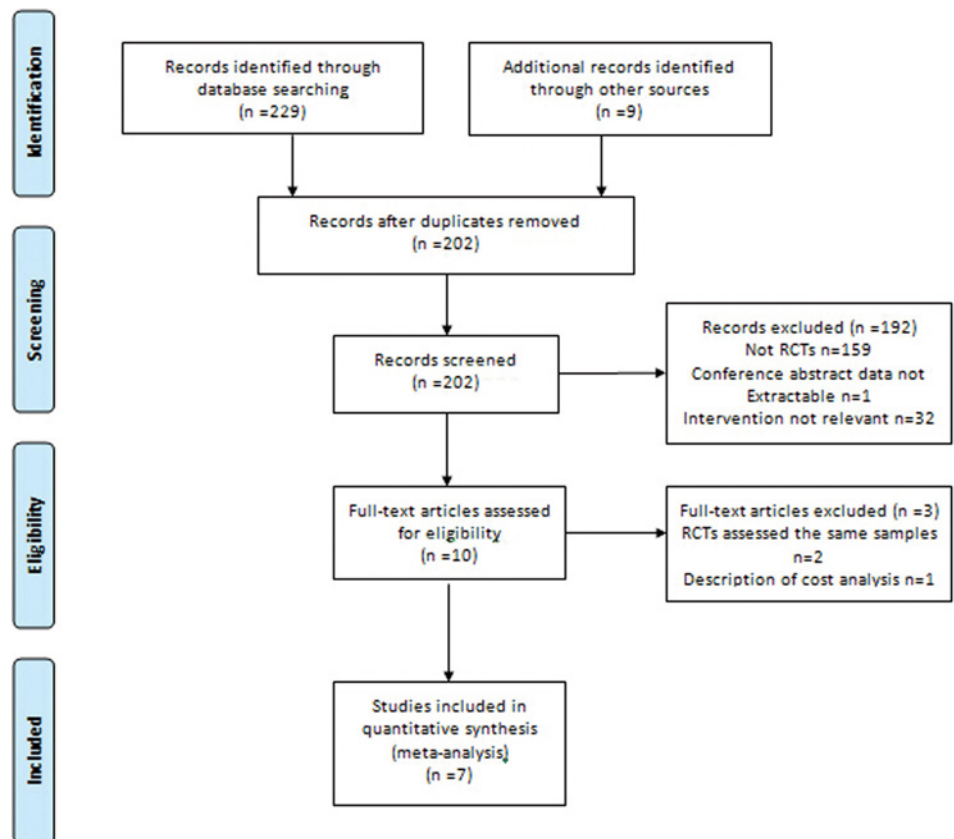 Identification
Records identified through
database searching
(n =229)
Additional records identified
through other sources
(n =9)
Records after duplicates removed
(n =202)
Screening
Records screened
(n =202)
Records excluded (n =192)
Not RCTs n=159
Conference abstract data not
Extractable n=1
Intervention not relevant n=32
Eligibility
Full-text articles assessed
for eligibility
(n =10)
Full-text articles excluded (n =3)
RCTs assessed the same samples
n=2
Description of cost analysis n=1
Included
Studies included in
quantitative synthesis
(meta-analysis)
(n =7)